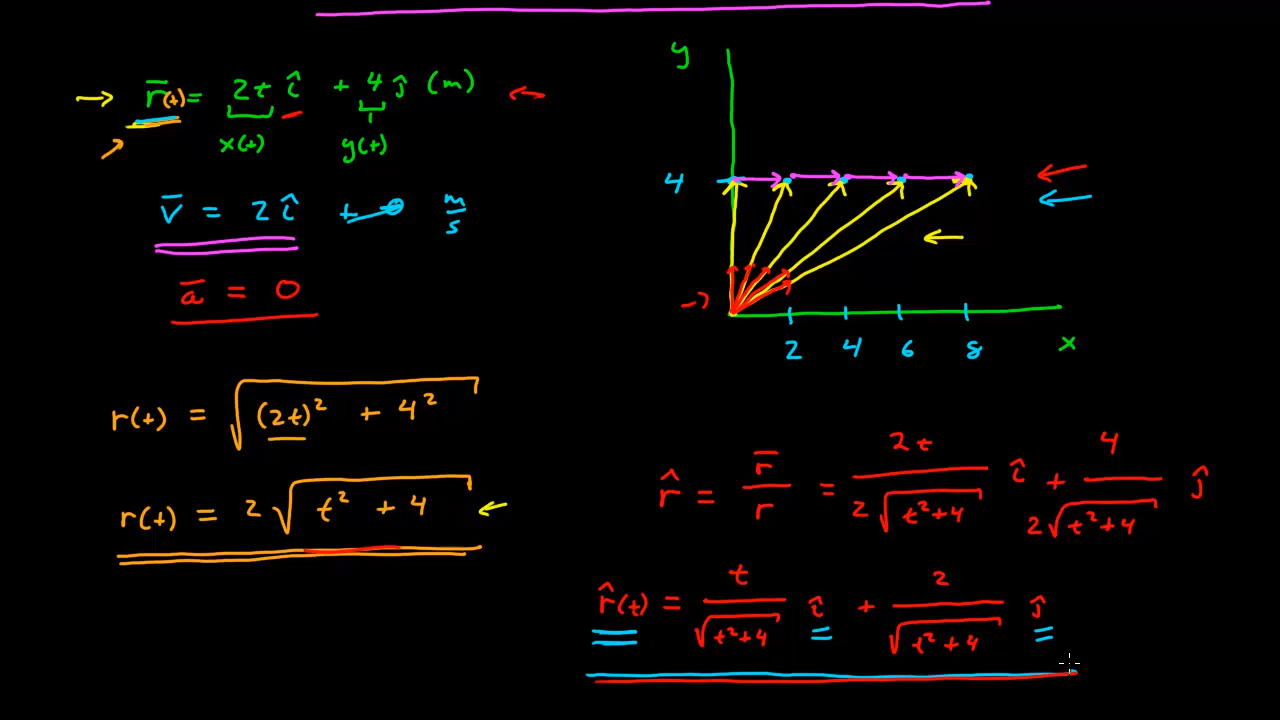 r̄(t) = 2t î + 4 ĵ (m)
x(t) y(t)
v̄ = 2 î + 0 m/s
ā = 0
r(t) = √((2t)² + 4²)
r(t) = 2 √(t² + 4)
y
4
2 4 6 8 x
r̂ = r̄/r = 2t/(2√(t²+4)) î + 4/(2√(t²+4)) ĵ
r̂(t) = t/√(t²+4) î + 2/√(t²+4) ĵ